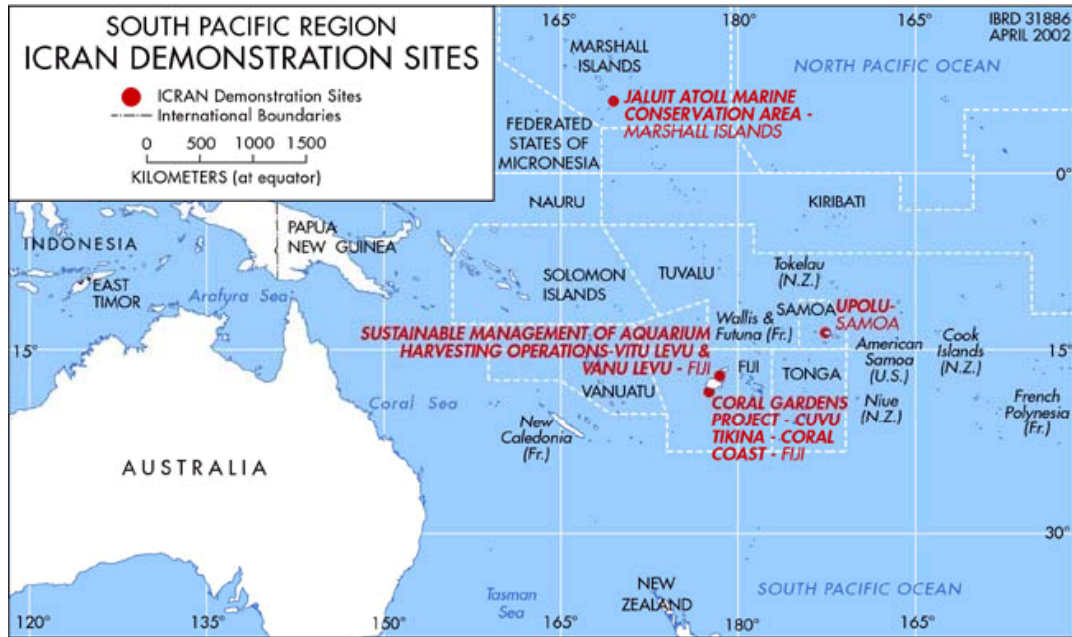 SOUTH PACIFIC REGION
ICRAN DEMONSTRATION SITES
ICRAN Demonstration Sites
International Boundaries
0 500 1000 1500
KILOMETERS (at equator)
165° 180° 165°
IBRD 31886
APRIL 2002
MARSHALL
ISLANDS
NORTH PACIFIC OCEAN
JALUIT ATOLL MARINE
CONSERVATION AREA -
MARSHALL ISLANDS
FEDERATED
STATES OF
MICRONESIA
0°
NAURU
KIRIBATI
PAPUA
NEW GUINEA
INDONESIA
EAST
TIMOR
Arafura Sea
SOLOMON
ISLANDS
TUVALU
Tokelau
(N.Z.)
SAMOA
UPOLU-
SAMOA
Wallis &
Futuna (Fr.)
SUSTAINABLE MANAGEMENT OF AQUARIUM
HARVESTING OPERATIONS-VITU LEVU &
VANU LEVU - FIJI
American
Samoa
(U.S.)
Cook
Islands
(N.Z.)
15°
15°
FIJI
TONGA
VANUATU
Coral Sea
New
Caledonia
(Fr.)
CORAL GARDENS
PROJECT - CUVU
TIKINA - CORAL
COAST - FIJI
Niue
(N.Z.)
French
Polynesia
(Fr.)
AUSTRALIA
30°
Tasman
Sea
NEW
ZEALAND
SOUTH PACIFIC OCEAN
120° 135° 150° 165° 180° 165°